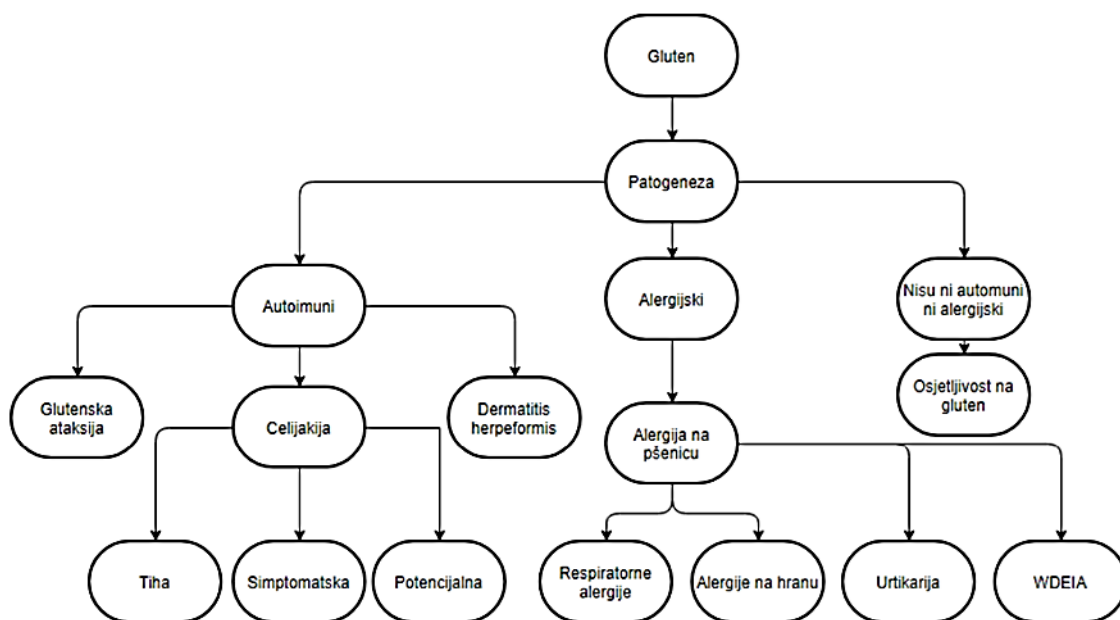 Gluten
Patogeneza
Autoimuni
Alergijski
Nisu ni automuni
ni alergijski
Glutenska
ataksija
Celijakija
Dermatitis
herpeformis
Alergija na
pšenicu
Osjetljivost na
gluten
Tiha
Simptomatska
Potencijalna
Respiratorne
alergije
Alergije na hranu
Urtikarija
WDEIA